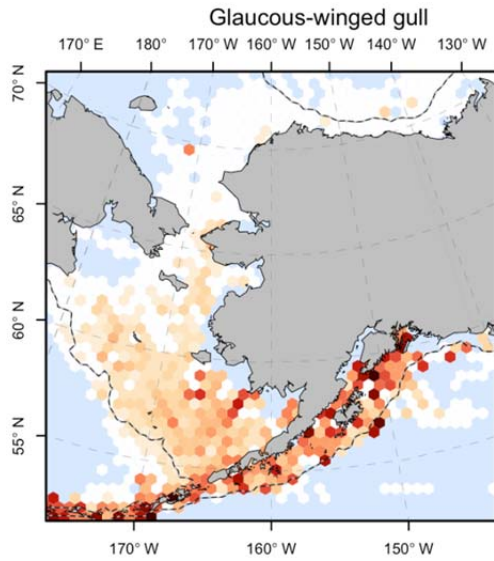 Glaucous-winged gull
170° E 180° 170° W 160° W 150° W 140° W 130° W
70° N
65° N
60° N
55° N
170° W 160° W 150° W